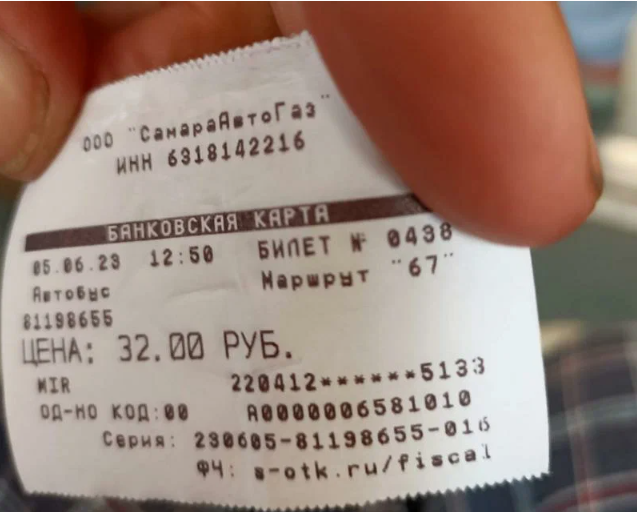 ООО "СамараАвтоГаз"
ИНН 6318142216
БАНКОВСКАЯ КАРТА
05.06.23 12:50 БИЛЕТ № 0438
Автобус Маршрут "67"
81198655
ЦЕНА: 32.00 РУБ.
MIR 220412******5133
ОД-НО КОД:00 A0000006581010
Серия: 230605-81198655-016
ФЧ: s-otk.ru/fiscal